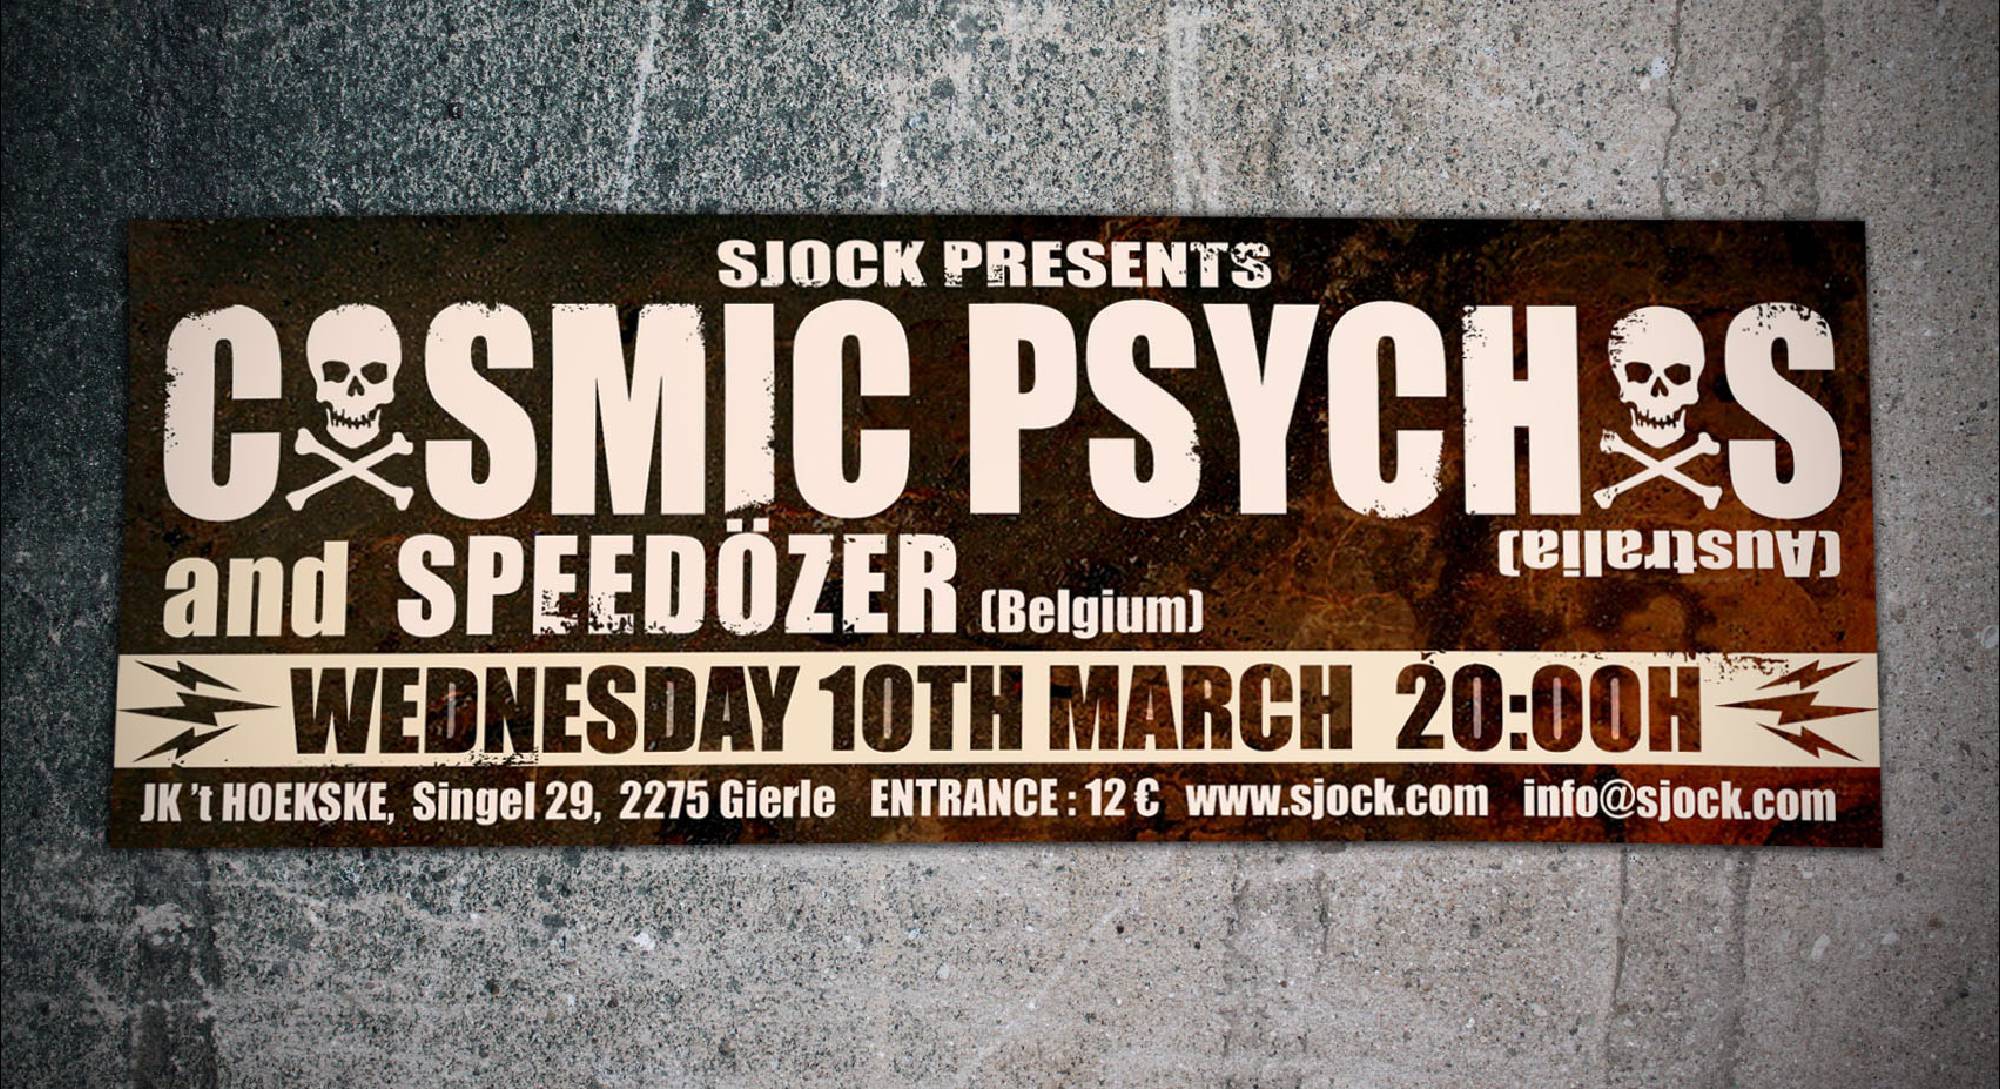 SJOCK PRESENTS
COSMIC PSYCHOS
(Australia)
and SPEEDÖZER (Belgium)
WEDNESDAY 10TH MARCH 20:00H
JK 't HOEKSKE, Singel 29, 2275 Gierle ENTRANCE : 12 € www.sjock.com info@sjock.com